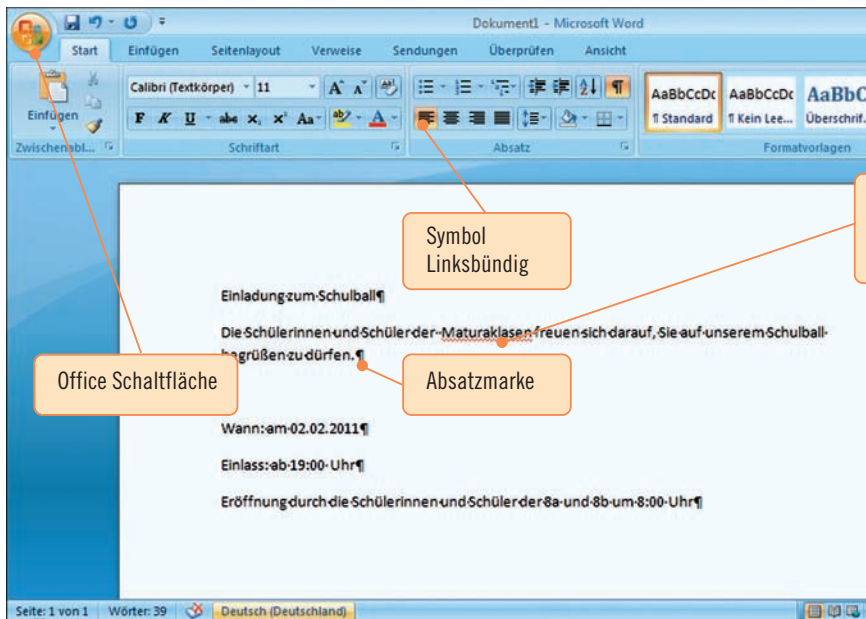 Dokument1 - Microsoft Word
Start Einfügen Seitenlayout Verweise Sendungen Überprüfen Ansicht
Calibri (Textkörper) 11
Einfügen
F K U abc x, x² Aa A
AaBbCcDc AaBbCcDc AaBbC
¶ Standard ¶ Kein Lee... Überschrif.
Zwischenabl... Schriftart Absatz Formatvorlagen
Symbol
Linksbündig
Einladung·zum·Schulball¶
Die·Schülerinnen·und·Schüler·der··Maturaklasen·freuen·sich·darauf,·Sie·auf·unserem·Schulball·
begrüßen·zu·dürfen.·¶
Office Schaltfläche
Absatzmarke
Wann:·am·02.02.2011¶
Einlass:·ab·19:00·Uhr¶
Eröffnung·durch·die·Schülerinnen·und·Schüler·der·8a·und·8b·um·8:00·Uhr¶
Seite: 1 von 1 Wörter: 39 Deutsch (Deutschland)